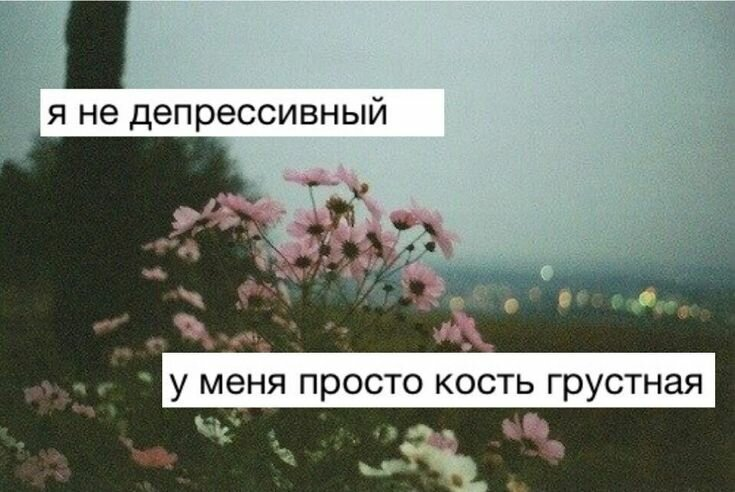 я не депрессивный
у меня просто кость грустная